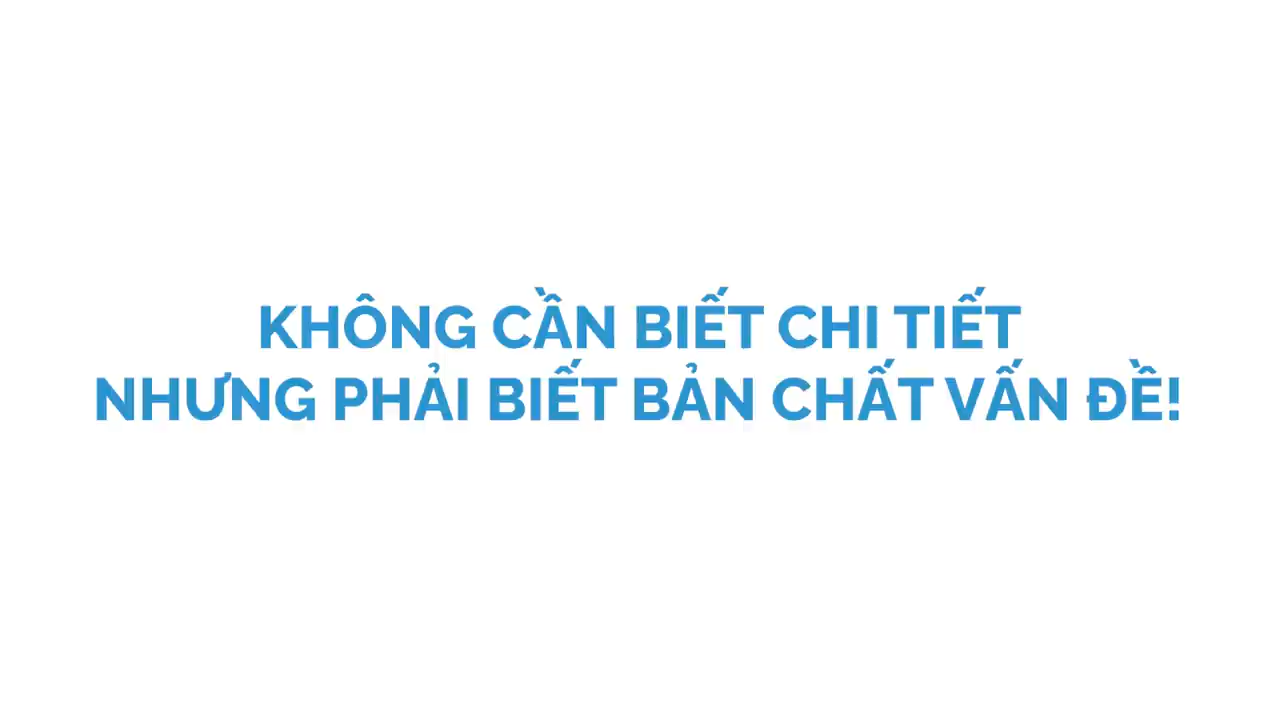 KHÔNG CẦN BIẾT CHI TIẾT
NHƯNG PHẢI BIẾT BẢN CHẤT VẤN ĐỀ!